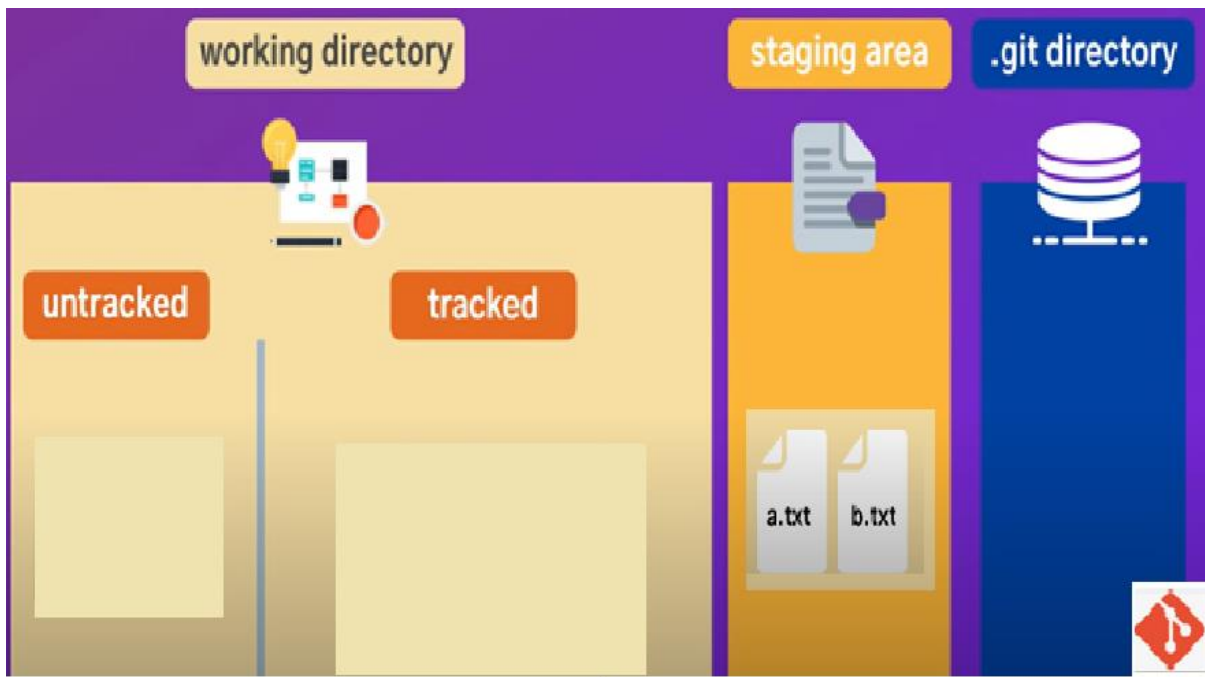 working directory
staging area
.git directory
untracked
tracked
a.txt
b.txt